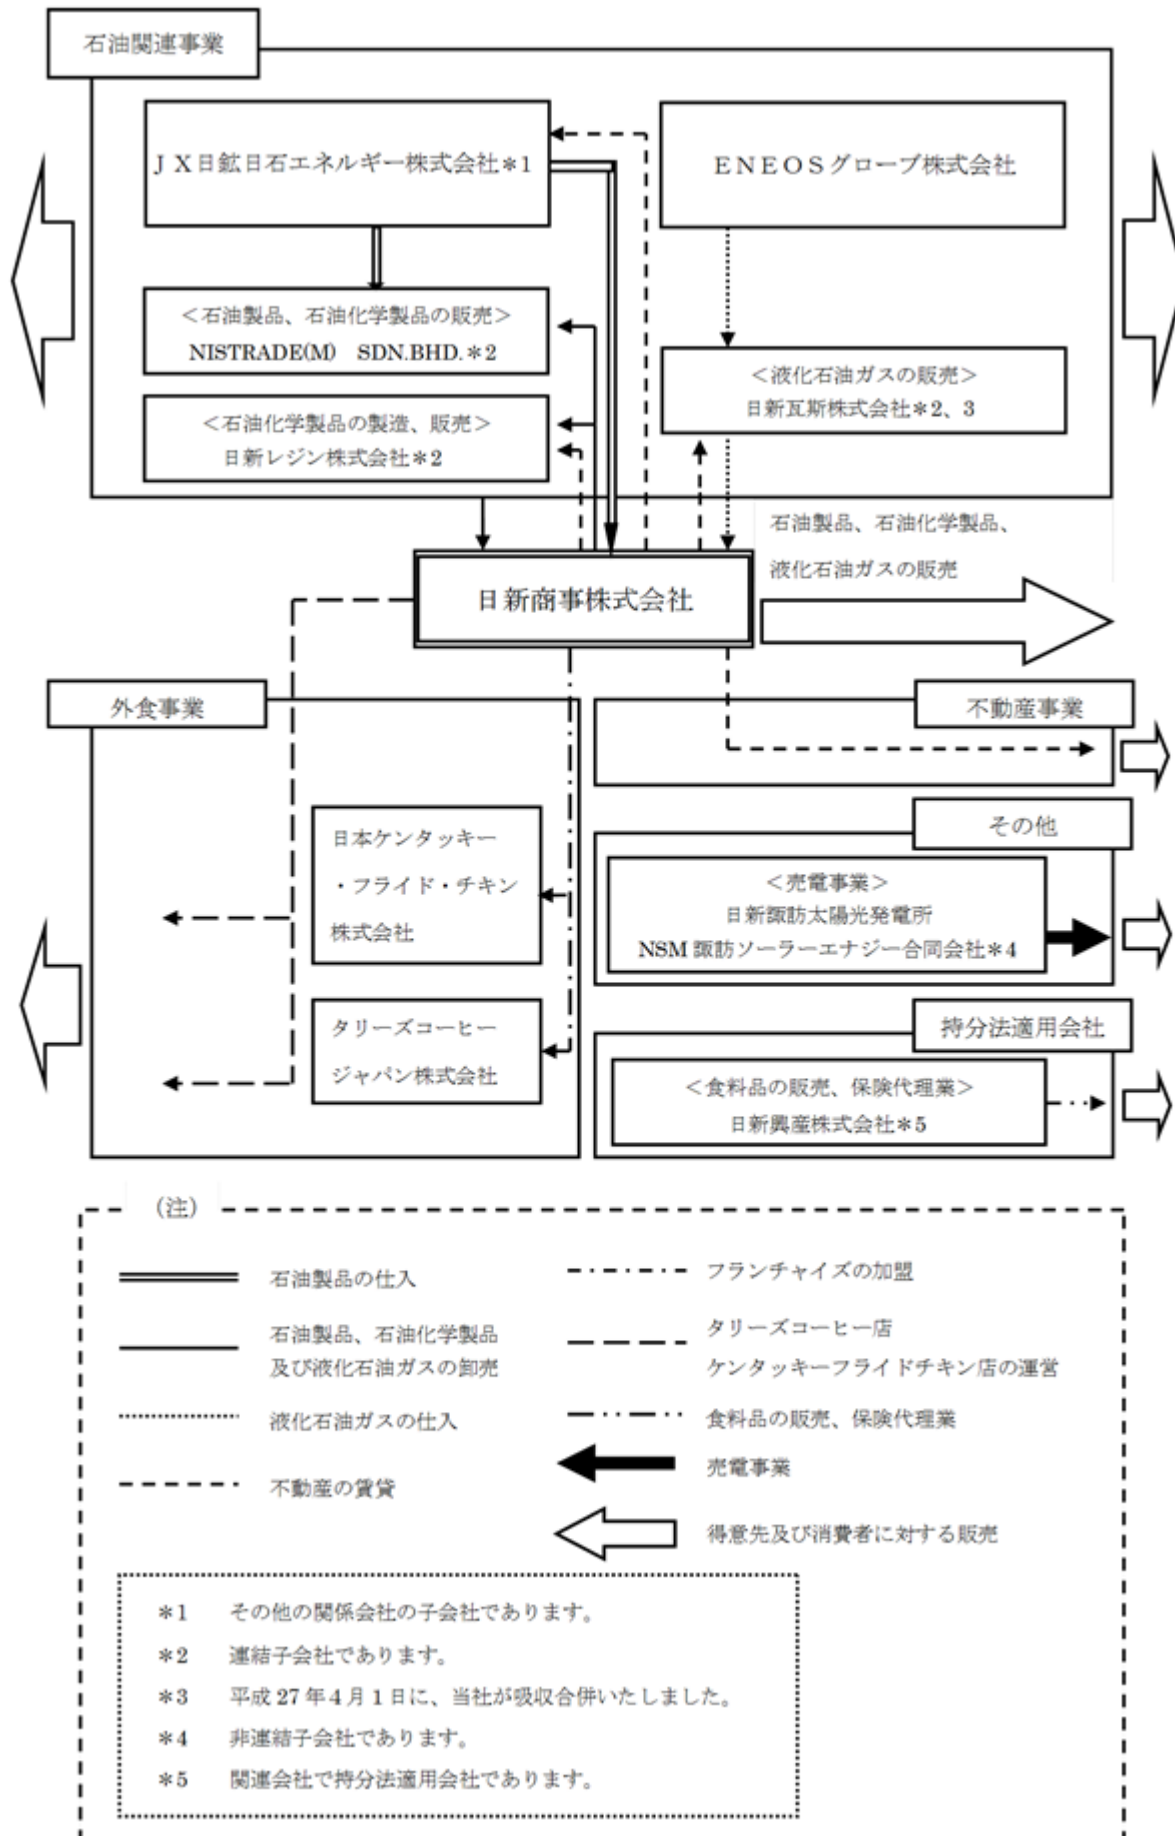 石油関連事業
ＪＸ日鉱日石エネルギー株式会社＊1
ＥＮＥＯＳグローブ株式会社
＜石油製品、石油化学製品の販売＞
NISTRADE(M)　SDN.BHD.＊2
＜液化石油ガスの販売＞
日新瓦斯株式会社＊2、3
＜石油化学製品の製造、販売＞
日新レジン株式会社＊2
石油製品、石油化学製品、
液化石油ガスの販売
日新商事株式会社
外食事業
不動産事業
日本ケンタッキー
・フライド・チキン
株式会社
タリーズコーヒー
ジャパン株式会社
その他
＜売電事業＞
日新諏訪太陽光発電所
NSM 諏訪ソーラーエナジー合同会社＊4
持分法適用会社
＜食料品の販売、保険代理業＞
日新興産株式会社＊5
（注）
石油製品の仕入
石油製品、石油化学製品
及び液化石油ガスの卸売
液化石油ガスの仕入
不動産の賃貸
フランチャイズの加盟
タリーズコーヒー店
ケンタッキーフライドチキン店の運営
食料品の販売、保険代理業
売電事業
得意先及び消費者に対する販売
＊1　その他の関係会社の子会社であります。
＊2　連結子会社であります。
＊3　平成 27 年 4 月 1 日に、当社が吸収合併いたしました。
＊4　非連結子会社であります。
＊5　関連会社で持分法適用会社であります。